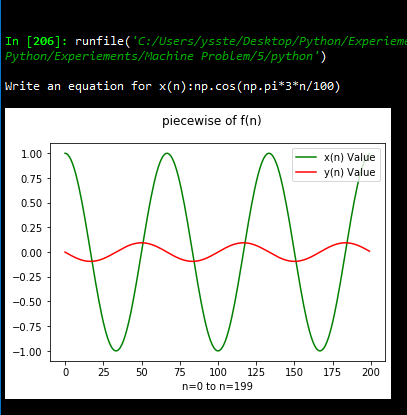 In [206]: runfile('C:/Users/ysste/Desktop/Python/Experieme
Python/Experiements/Machine Problem/5/python')
Write an equation for x(n):np.cos(np.pi*3*n/100)
piecewise of f(n)
x(n) Value
y(n) Value
1.00
0.75
0.50
0.25
0.00
−0.25
−0.50
−0.75
−1.00
0 25 50 75 100 125 150 175 200
n=0 to n=199